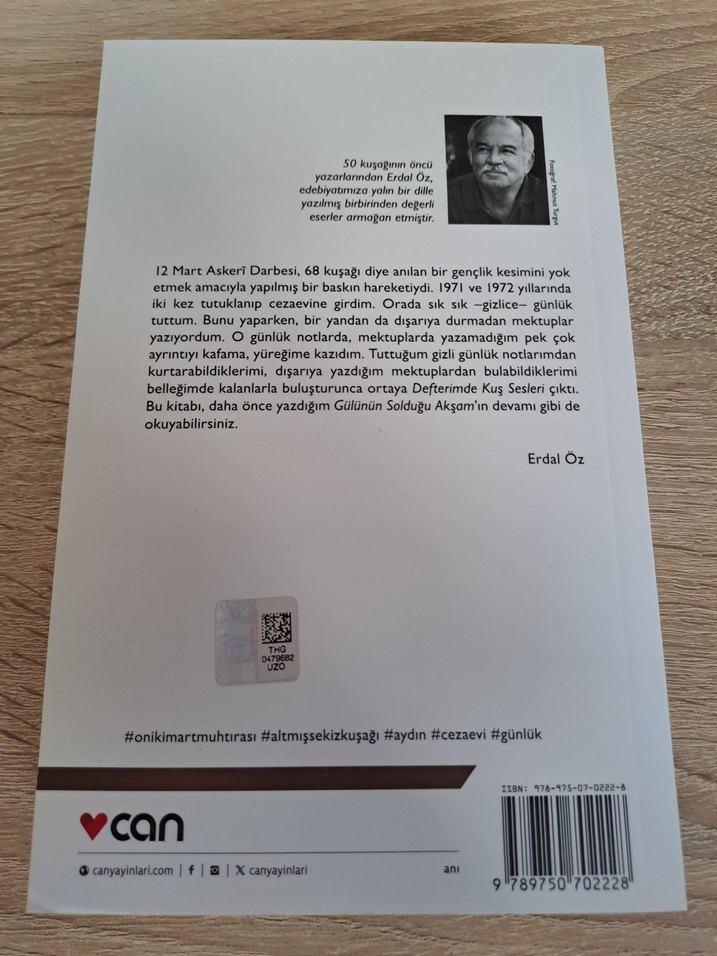 50 kuşağının öncü
yazarlarından Erdal Öz,
edebiyatımıza yalın bir dille
yazılmış birbirinden değerli
eserler armağan etmiştir.
Fotoğraf: Mahmut Turgut
12 Mart Askerî Darbesi, 68 kuşağı diye anılan bir gençlik kesimini yok
etmek amacıyla yapılmış bir baskın hareketiydi. 1971 ve 1972 yıllarında
iki kez tutuklanıp cezaevine girdim. Orada sık sık –gizlice– günlük
tuttum. Bunu yaparken, bir yandan da dışarıya durmadan mektuplar
yazıyordum. O günlük notlarda, mektuplarda yazamadığım pek çok
ayrıntıyı kafama, yüreğime kazıdım. Tuttuğum gizli günlük notlarımdan
kurtarabildiklerimi, dışarıya yazdığım mektuplardan bulabildiklerimi
belleğimde kalanlarla buluşturunca ortaya Defterimde Kuş Sesleri çıktı.
Bu kitabı, daha önce yazdığım Gülünün Solduğu Akşam'ın devamı gibi de
okuyabilirsiniz.
Erdal Öz
THG
0479682
UZO
#onikimartmuhtırası #altmışsekizkuşağı #aydın #cezaevi #günlük
can
canyayinlari.com | f | | X canyayinlari
anı
ISBN: 978-975-07-0222-8
9 789750 702228